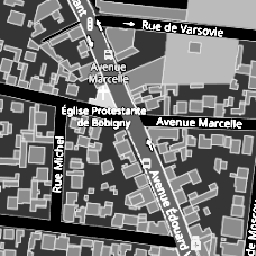 Rue de Varsovie
Avenue
Marcelle
Église Protestante
de Bobigny
Avenue Marcelle
Rue Michel
Avenue Édouard